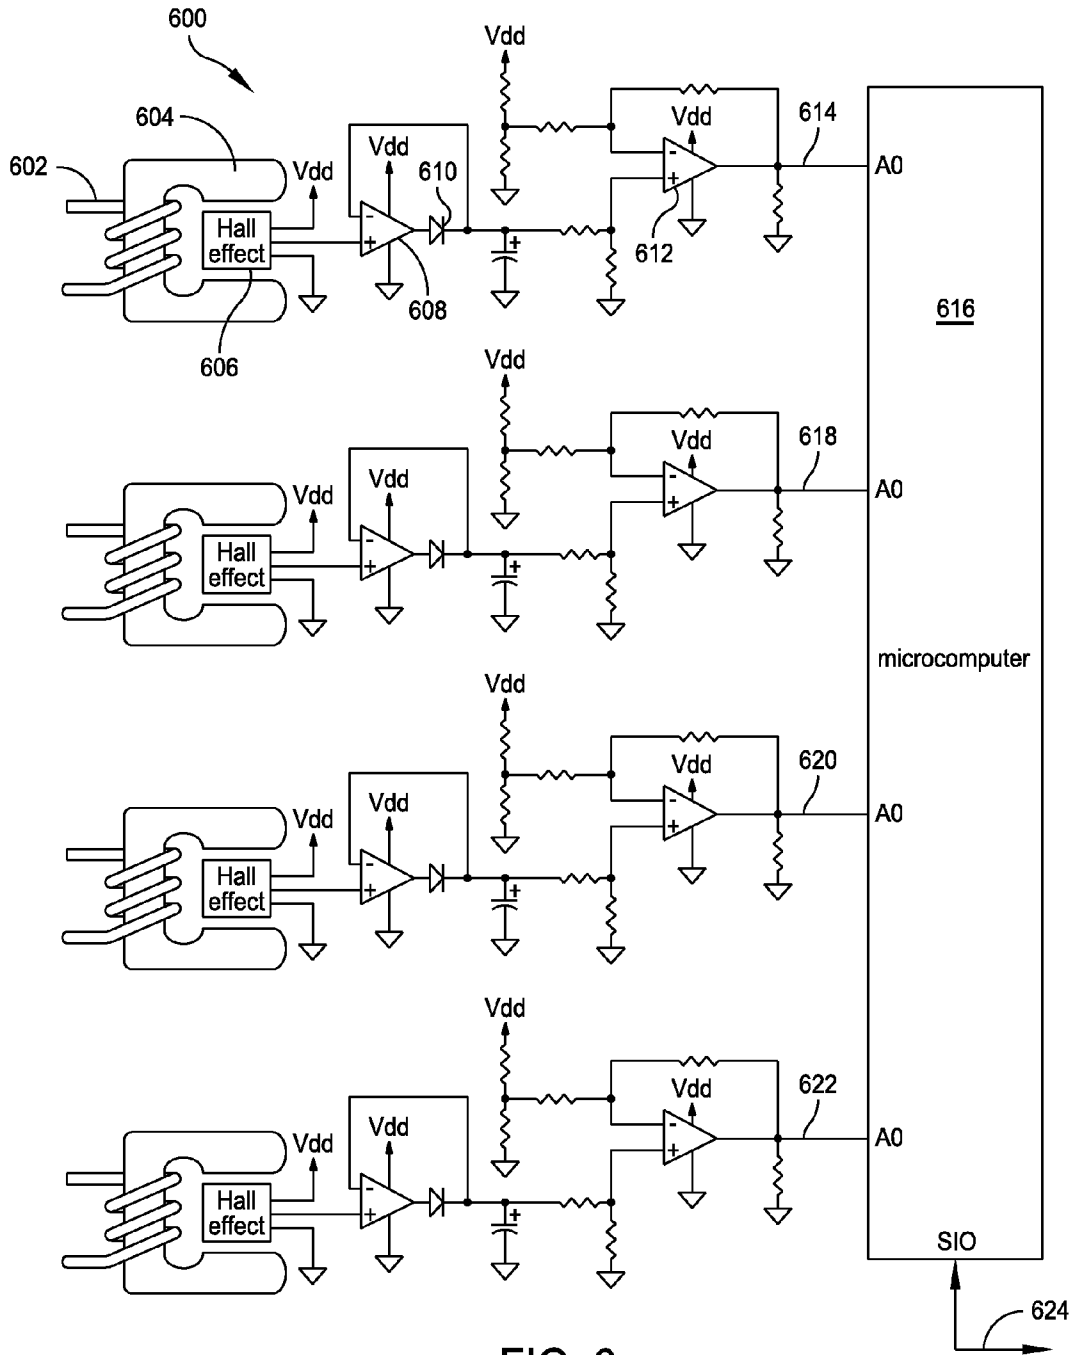 600
Vdd
604
614
602
Vdd
Vdd
610
Vdd
-
+
A0
Hall
effect
-
+
612
608
606
616
Vdd
618
Vdd
Vdd
Vdd
-
+
A0
Hall
effect
-
+
microcomputer
Vdd
620
Vdd
Vdd
Vdd
-
+
A0
Hall
effect
-
+
Vdd
622
Vdd
Vdd
Vdd
-
+
A0
Hall
effect
-
+
SIO
624